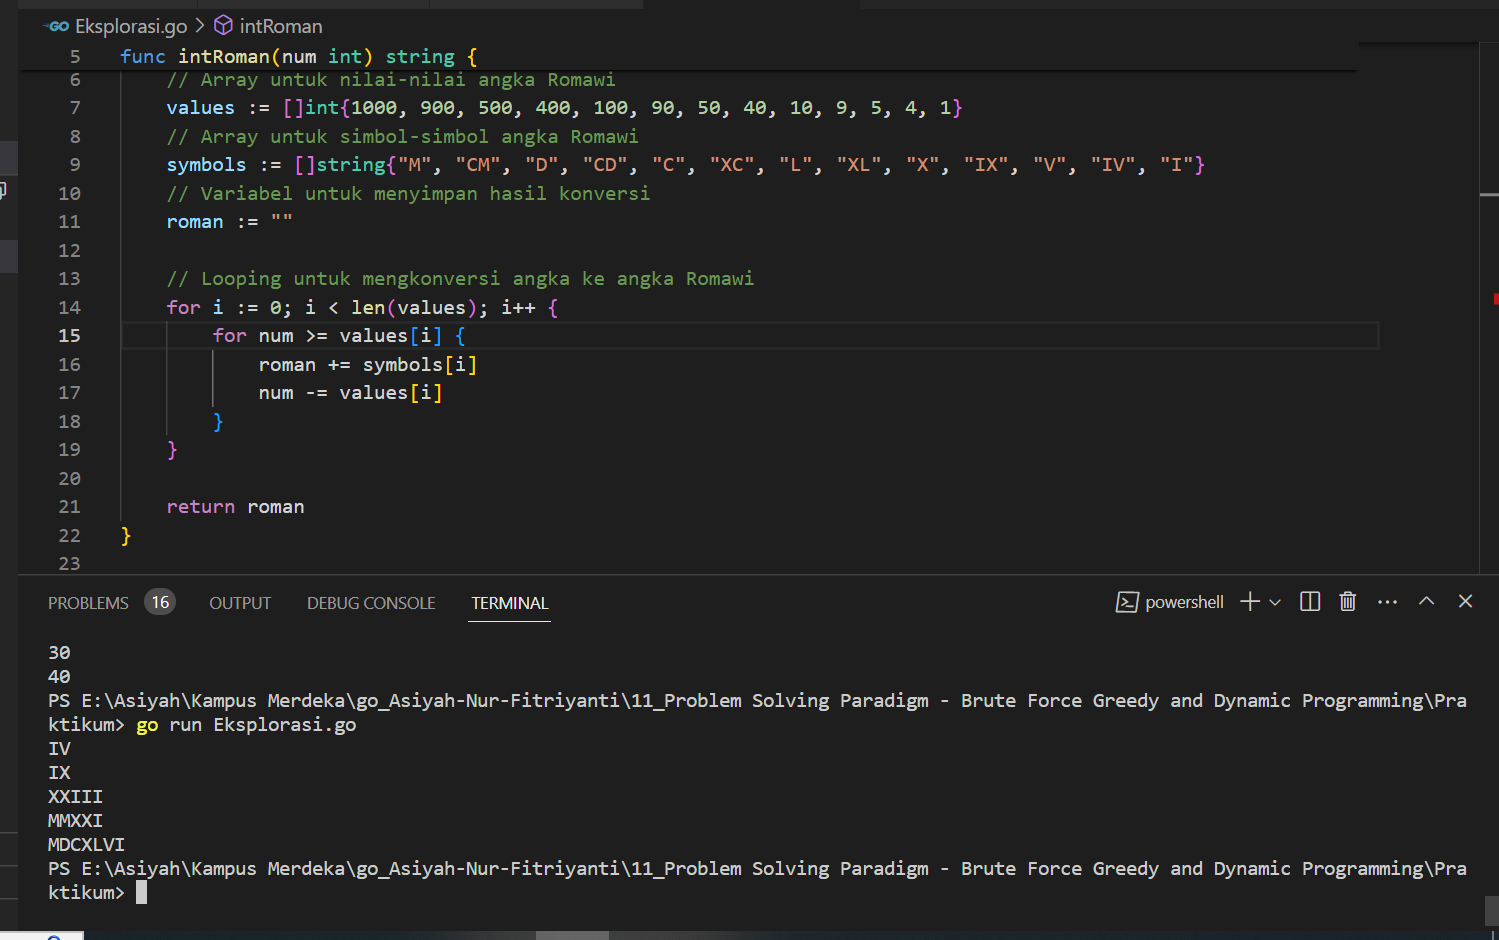 Eksplorasi.go > intRoman
5 func intRoman(num int) string {
6 // Array untuk nilai-nilai angka Romawi
7 values := []int{1000, 900, 500, 400, 100, 90, 50, 40, 10, 9, 5, 4, 1}
8 // Array untuk simbol-simbol angka Romawi
9 symbols := []string{"M", "CM", "D", "CD", "C", "XC", "L", "XL", "X", "IX", "V", "IV", "I"}
10 // Variabel untuk menyimpan hasil konversi
11 roman := ""
12
13 // Looping untuk mengkonversi angka ke angka Romawi
14 for i := 0; i < len(values); i++ {
15 for num >= values[i] {
16 roman += symbols[i]
17 num -= values[i]
18 }
19 }
20
21 return roman
22 }
23
PROBLEMS 16 OUTPUT DEBUG CONSOLE TERMINAL powershell
30
40
PS E:\Asiyah\Kampus Merdeka\go_Asiyah-Nur-Fitriyanti\11_Problem Solving Paradigm - Brute Force Greedy and Dynamic Programming\Pra
ktikum> go run Eksplorasi.go
IV
IX
XXIII
MMXXI
MDCXLVI
PS E:\Asiyah\Kampus Merdeka\go_Asiyah-Nur-Fitriyanti\11_Problem Solving Paradigm - Brute Force Greedy and Dynamic Programming\Pra
ktikum>